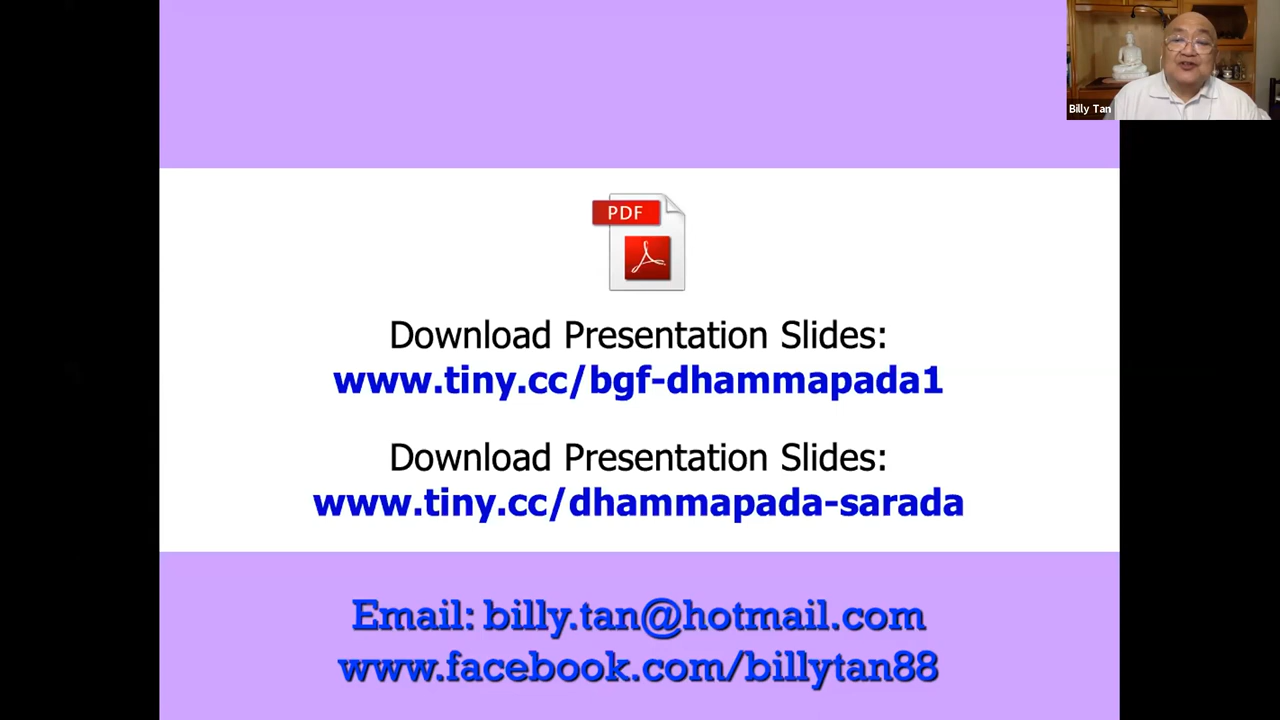 Billy Tan
PDF
Download Presentation Slides:
www.tiny.cc/bgf-dhammapada1
Download Presentation Slides:
www.tiny.cc/dhammapada-sarada
Email: billy.tan@hotmail.com
www.facebook.com/billytan88